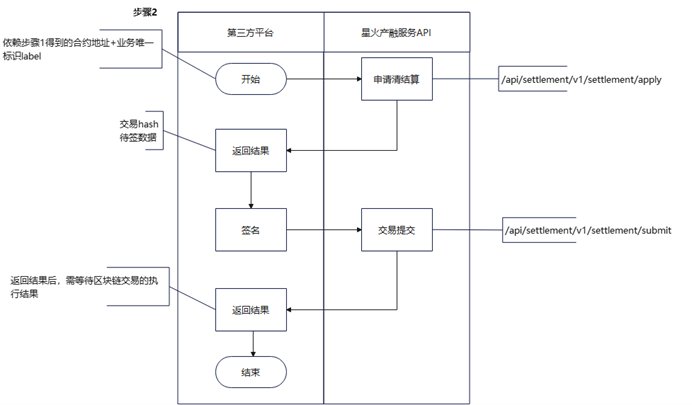 步骤2
第三方平台
星火产融服务API
依赖步骤1得到的合约地址+业务唯一
标识label
开始
申请清结算
/api/settlement/v1/settlement/apply
交易hash
待签数据
返回结果
签名
交易提交
/api/settlement/v1/settlement/submit
返回结果后，需等待区块链交易的执
行结果
返回结果
结束